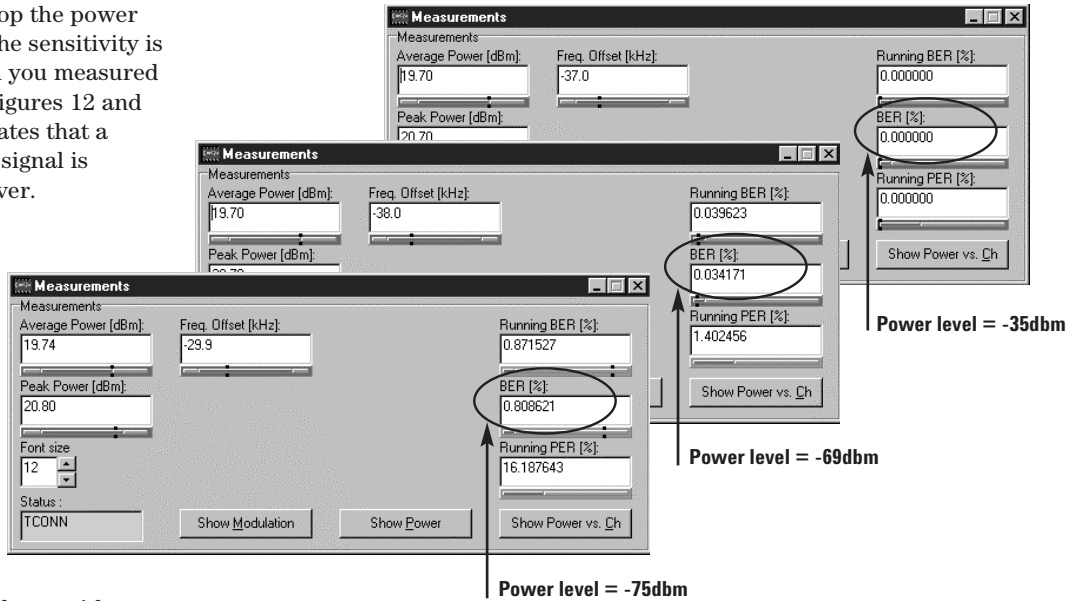 op the power
he sensitivity is
you measured
igures 12 and
ates that a
signal is
ver.
Measurements
Measurements
Average Power [dBm]:
19.70
Freq. Offset [kHz]:
-37.0
Running BER [%]:
0.000000
Peak Power [dBm]:
20.70
BER [%]:
0.000000
Running PER [%]:
0.000000
Show Power vs. Ch
Power level = -35dbm
Measurements
Measurements
Average Power [dBm]:
19.70
Freq. Offset [kHz]:
-38.0
Running BER [%]:
0.039623
Peak Power [dBm]:
BER [%]:
0.034171
Running PER [%]:
1.402456
Show Power vs. Ch
Power level = -69dbm
Measurements
Measurements
Average Power [dBm]:
19.74
Freq. Offset [kHz]:
-29.9
Running BER [%]:
0.871527
Peak Power [dBm]:
20.80
BER [%]:
0.808621
Font size
12
Running PER [%]:
16.187643
Status :
TCONN
Show Modulation
Show Power
Show Power vs. Ch
Power level = -75dbm